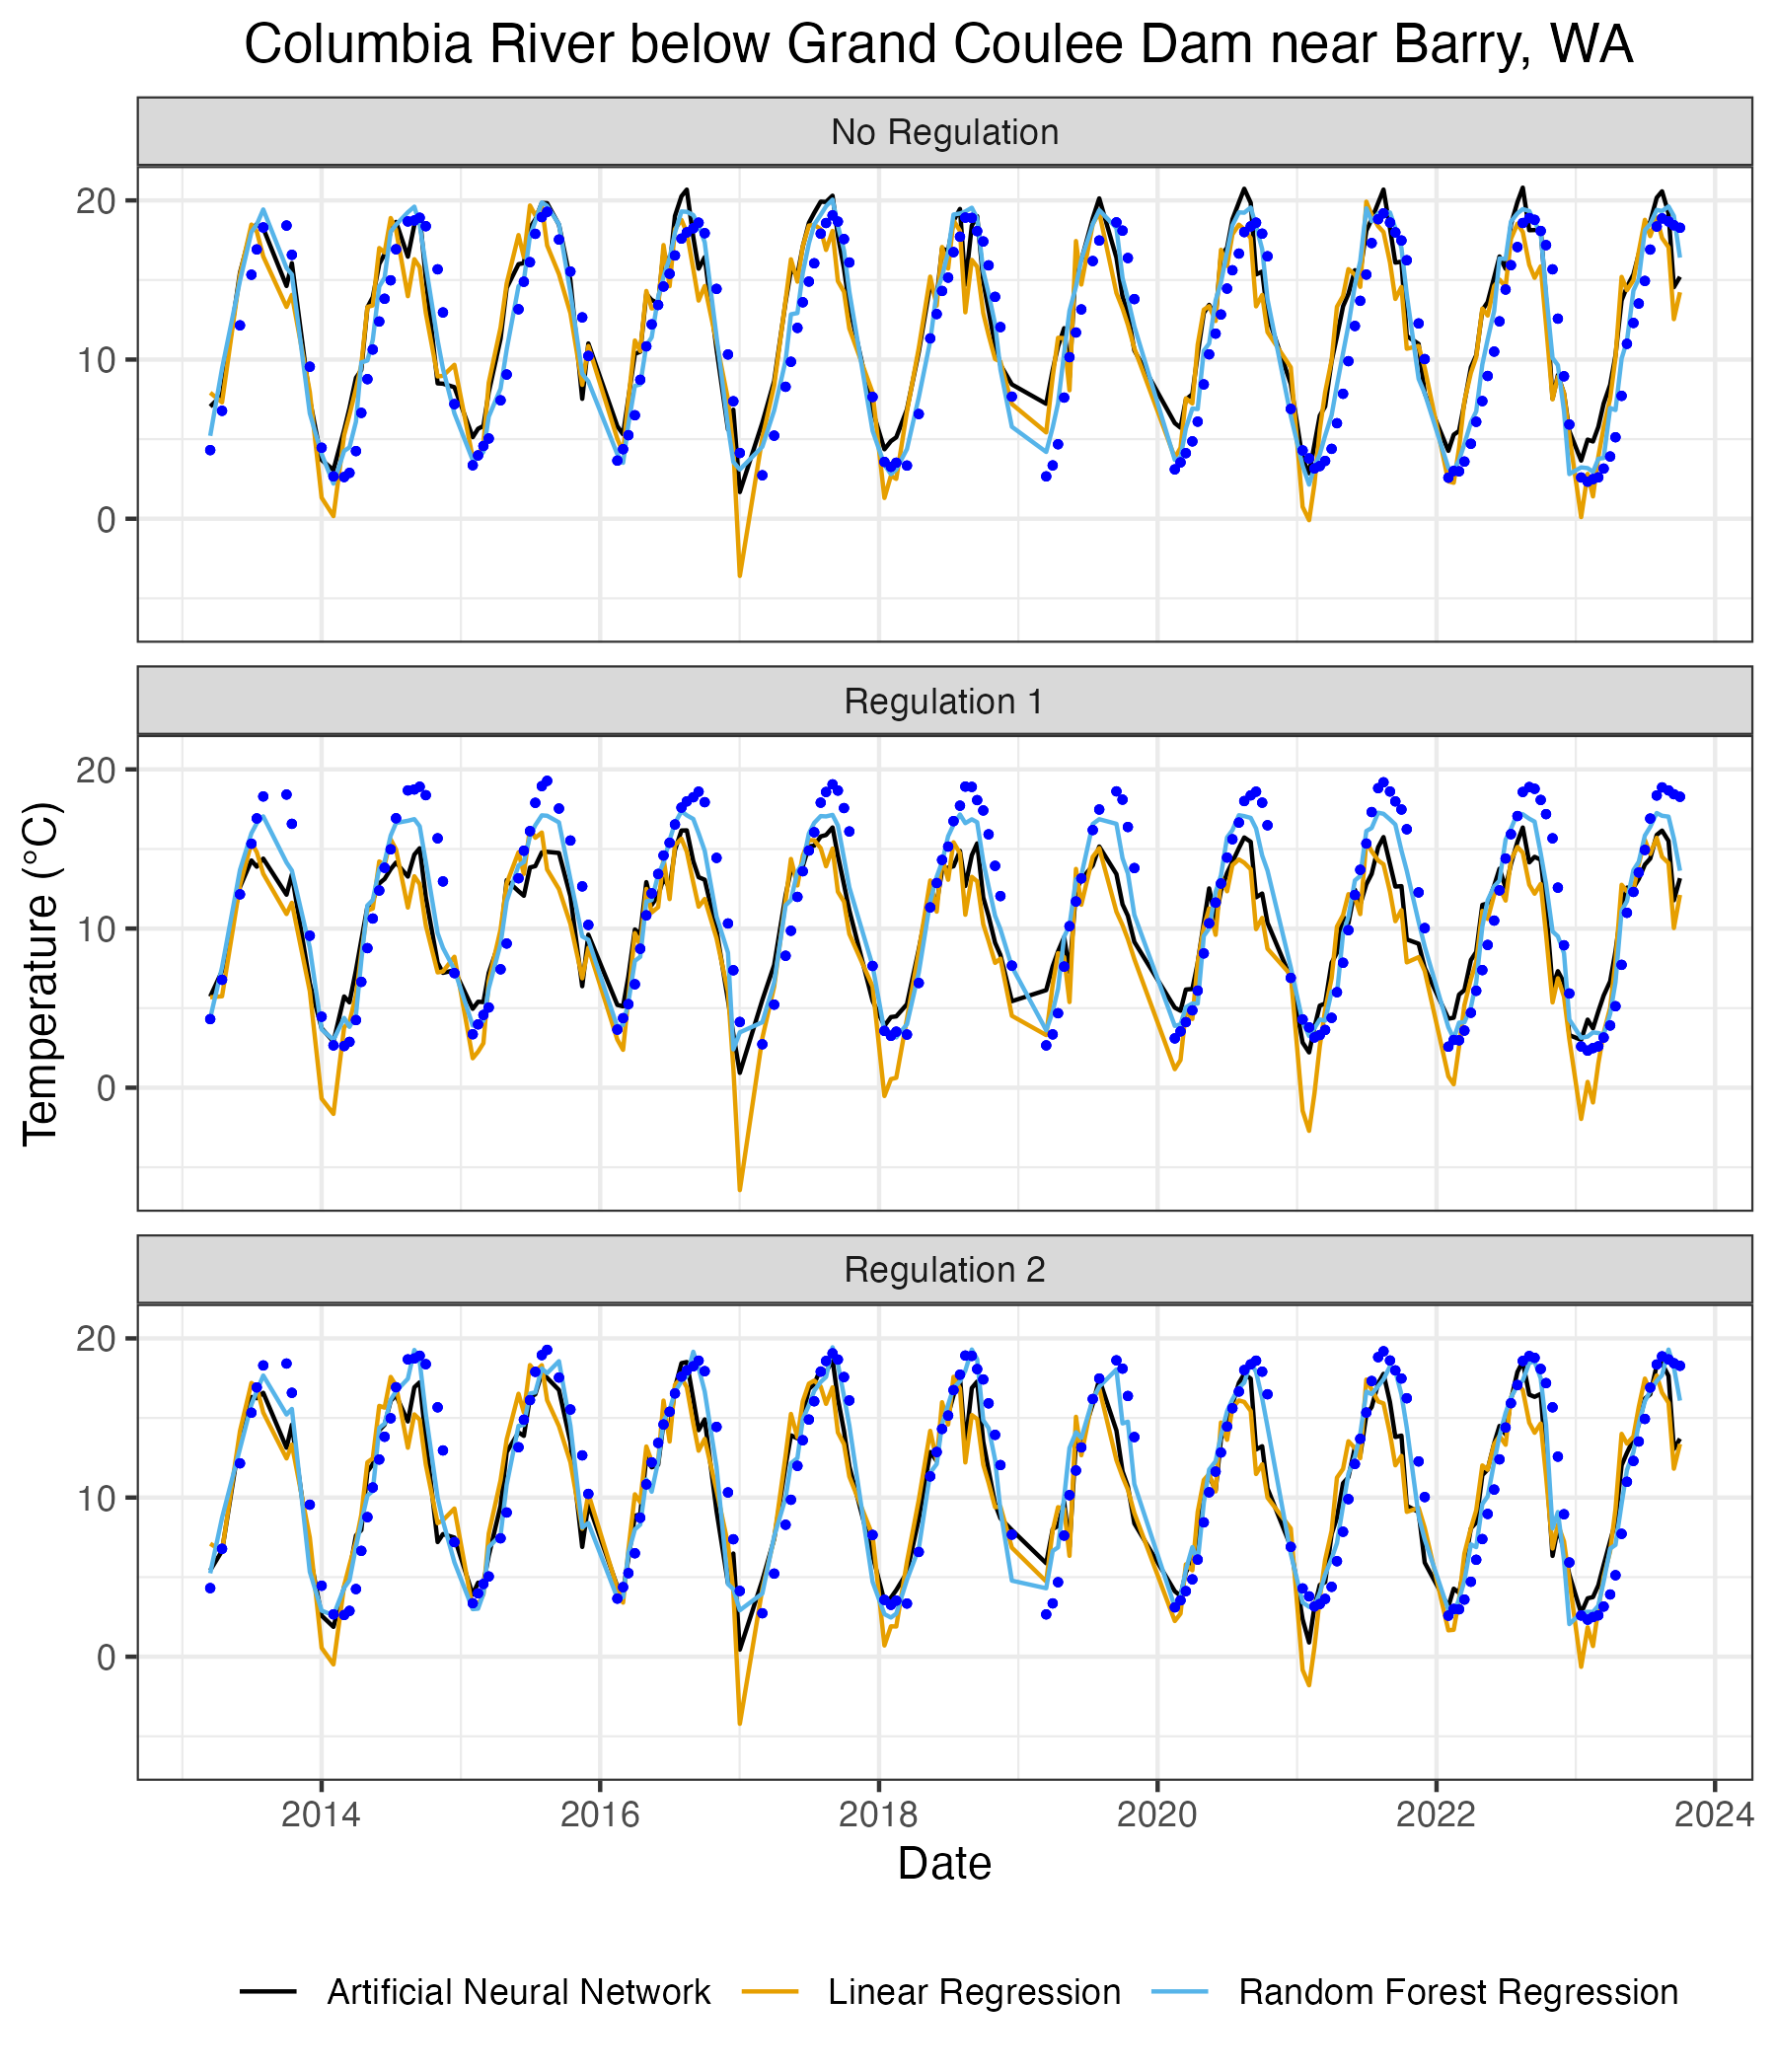 Columbia River below Grand Coulee Dam near Barry, WA
No Regulation
20
10
0
Regulation 1
20
10
0
Temperature (°C)
Regulation 2
20
10
0
2014 2016 2018 2020 2022 2024
Date
Artificial Neural Network Linear Regression Random Forest Regression